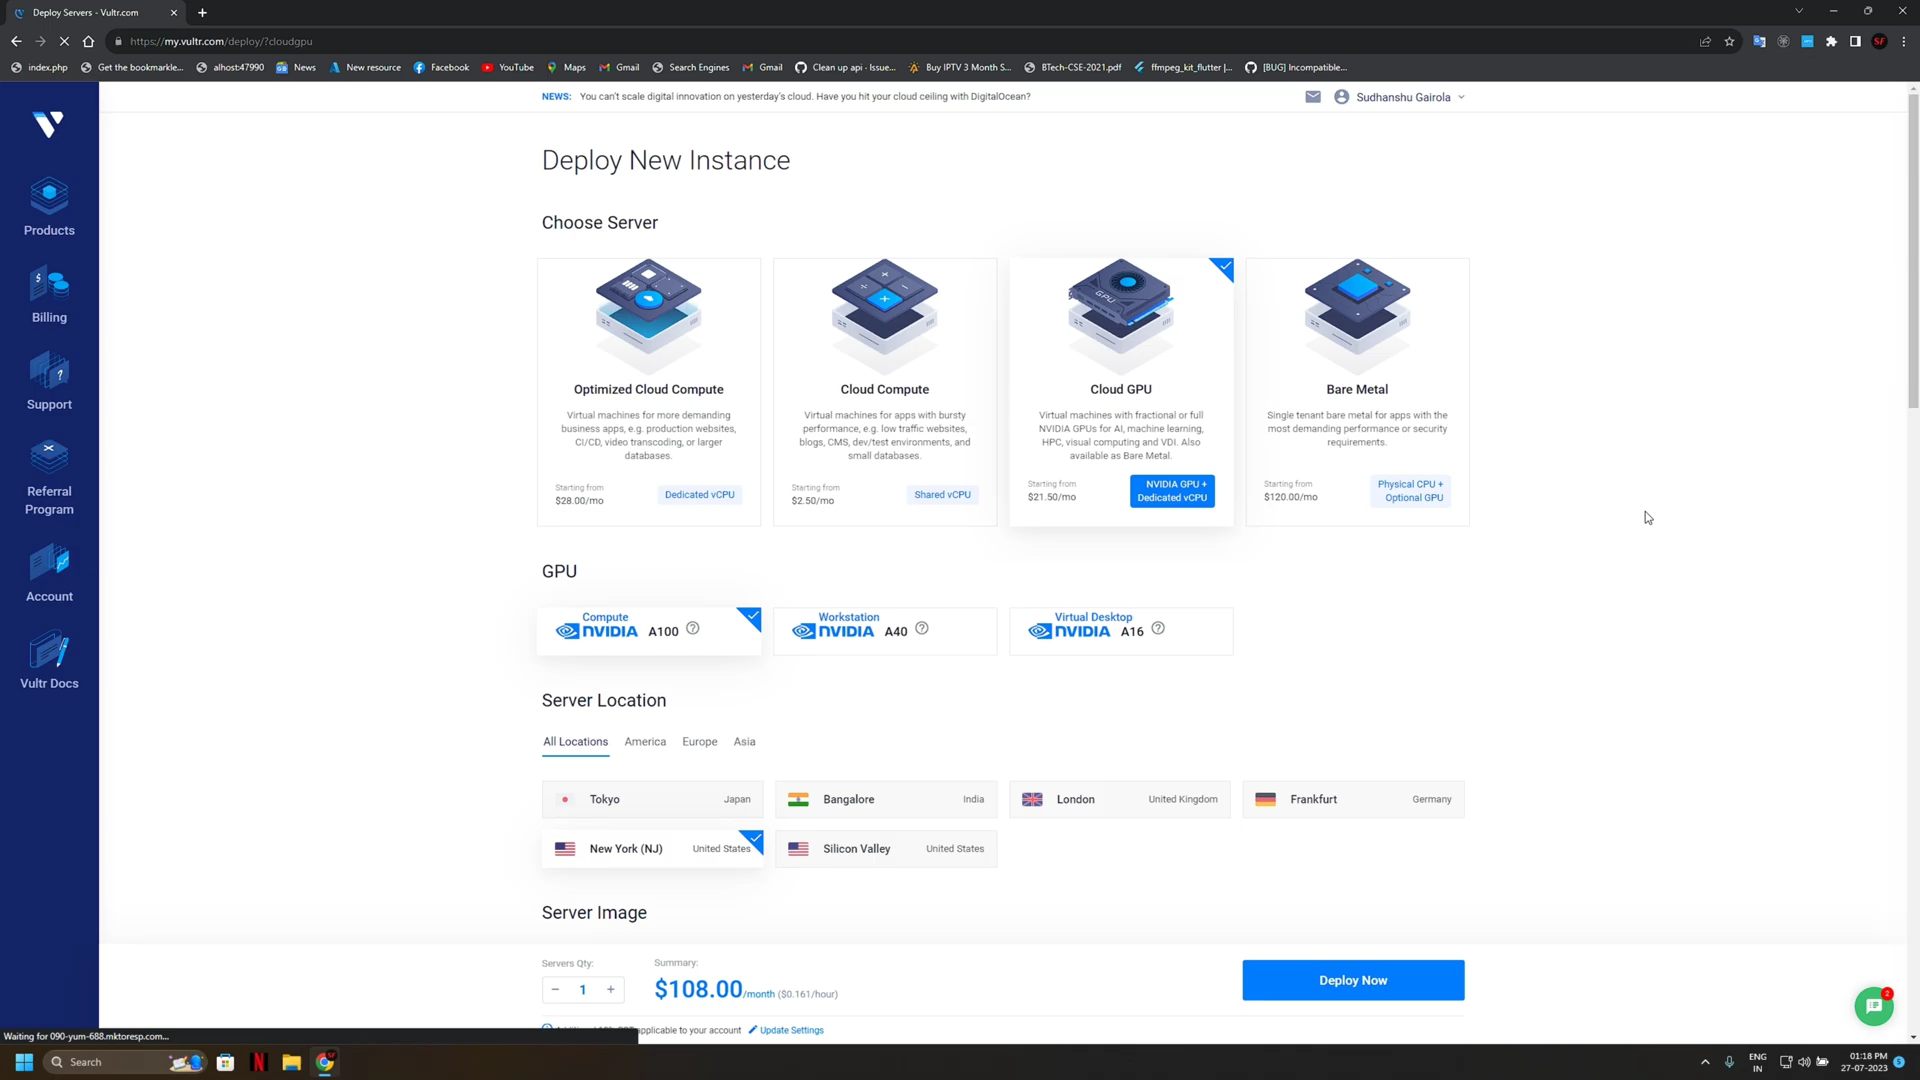 Deploy Servers - Vultr.com
https://my.vultr.com/deploy/?cloudgpu
index.php
Get the bookmarkle...
alhost:47990
News
New resource
Facebook
YouTube
Maps
Gmail
Search Engines
Gmail
Clean up api · Issue...
Buy IPTV 3 Month S...
BTech-CSE-2021.pdf
ffmpeg_kit_flutter |...
[BUG] Incompatible...
NEWS: You can't scale digital innovation on yesterday's cloud. Have you hit your cloud ceiling with DigitalOcean?
Sudhanshu Gairola
Products
Billing
Support
Referral
Program
Account
Vultr Docs
Deploy New Instance
Choose Server
Optimized Cloud Compute
Virtual machines for more demanding
business apps, e.g. production websites,
CI/CD, video transcoding, or larger
databases.
Starting from
$28.00/mo
Dedicated vCPU
Cloud Compute
Virtual machines for apps with bursty
performance, e.g. low traffic websites,
blogs, CMS, dev/test environments, and
small databases.
Starting from
$2.50/mo
Shared vCPU
GPU
Cloud GPU
Virtual machines with fractional or full
NVIDIA GPUs for AI, machine learning,
HPC, visual computing and VDI. Also
available as Bare Metal.
Starting from
$21.50/mo
NVIDIA GPU +
Dedicated vCPU
Bare Metal
Single tenant bare metal for apps with the
most demanding performance or security
requirements.
Starting from
$120.00/mo
Physical CPU +
Optional GPU
GPU
Compute
NVIDIA A100
Workstation
NVIDIA A40
Virtual Desktop
NVIDIA A16
Server Location
All Locations
America
Europe
Asia
Tokyo Japan
Bangalore India
London United Kingdom
Frankfurt Germany
New York (NJ) United States
Silicon Valley United States
Server Image
Servers Qty:
1
Summary:
$108.00/month ($0.161/hour)
Deploy Now
applicable to your account
Update Settings
2
Waiting for 090-yum-688.mktoresp.com...
Search
ENG
IN
01:18 PM
27-07-2023